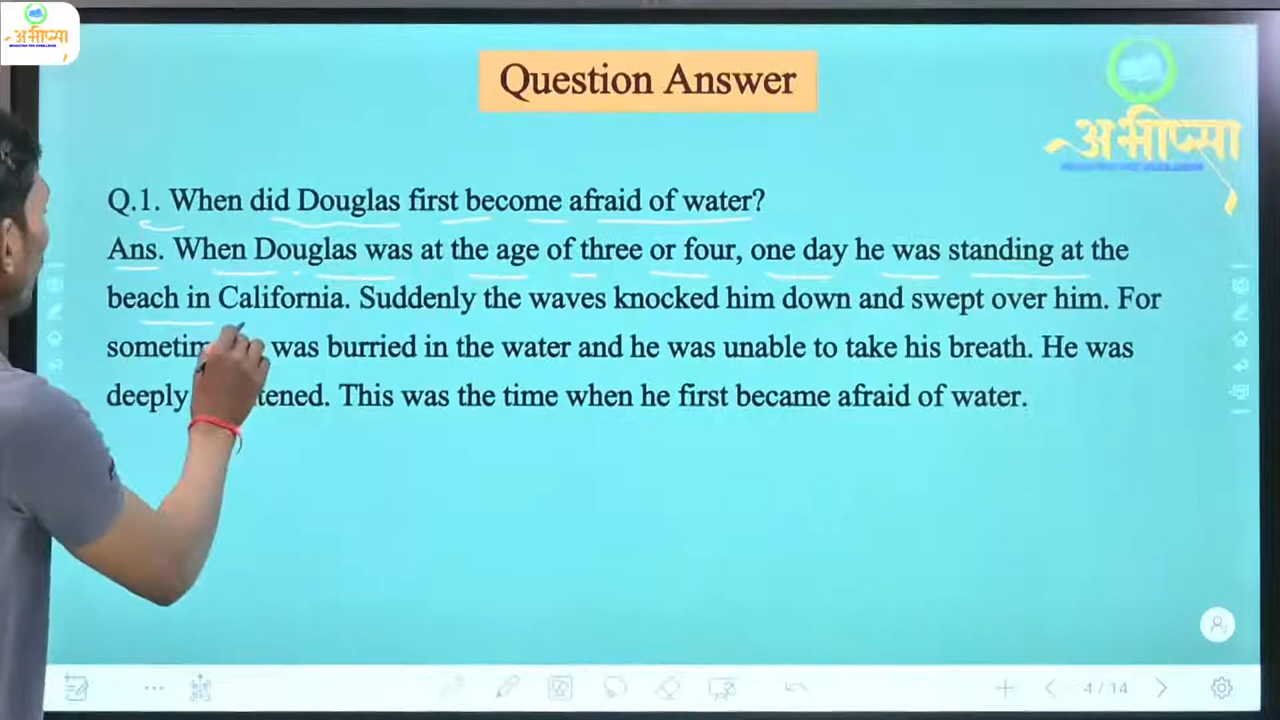 अभीप्सा
Question Answer
अभीप्सा
Q.1. When did Douglas first become afraid of water?
Ans. When Douglas was at the age of three or four, one day he was standing at the
beach in California. Suddenly the waves knocked him down and swept over him. For
was burried in the water and he was unable to take his breath. He was
deeply This was the time when he first became afraid of water.
4 / 14